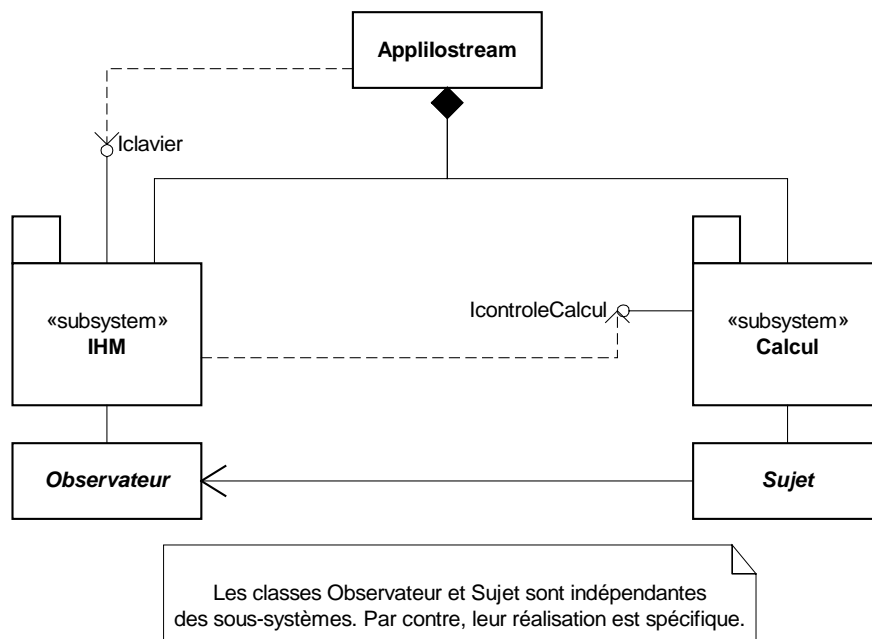 AppliIostream
Iclavier
IcontroleCalcul
«subsystem»
IHM
«subsystem»
Calcul
Observateur
Sujet
Les classes Observateur et Sujet sont indépendantes
des sous-systèmes. Par contre, leur réalisation est spécifique.